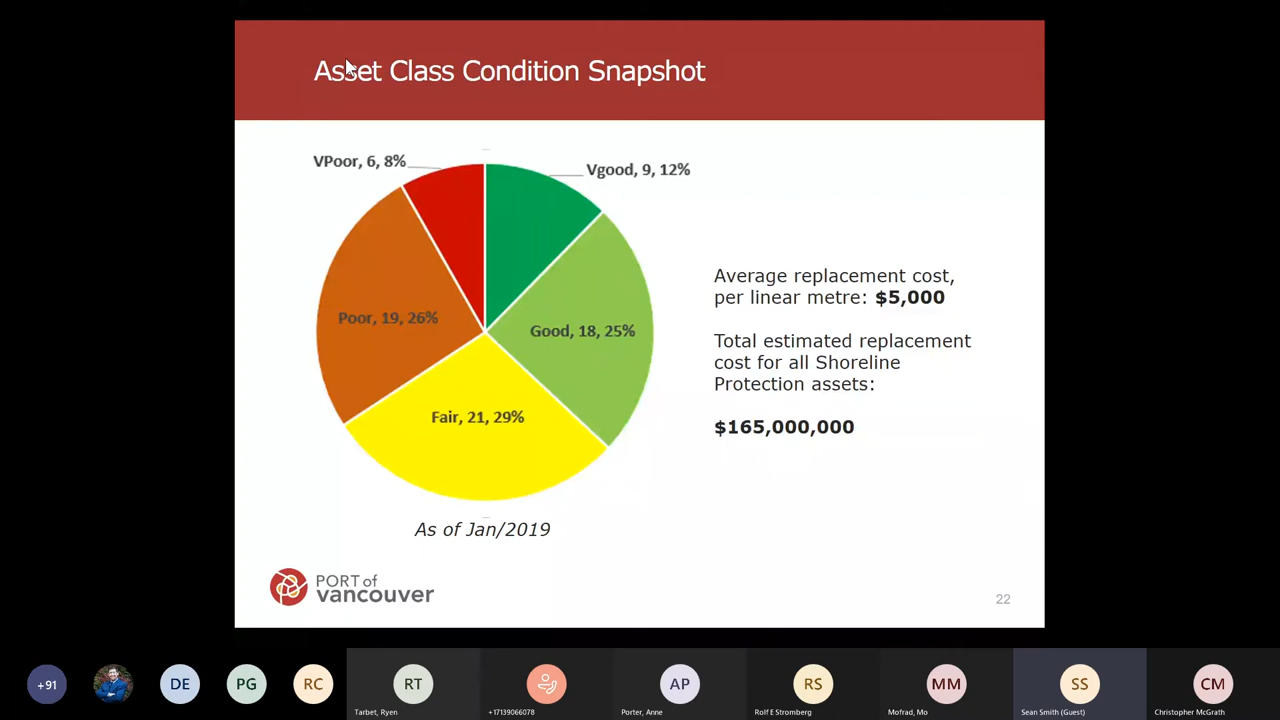 Asset Class Condition Snapshot
VPoor, 6, 8%
Vgood, 9, 12%
Poor, 19, 26%
Good, 18, 25%
Fair, 21, 29%
As of Jan/2019
Average replacement cost,
per linear metre: $5,000
Total estimated replacement
cost for all Shoreline
Protection assets:
$165,000,000
PORT of
vancouver
22
+91
DE
PG
RC
RT
AP
RS
MM
SS
CM
Tarbet, Ryen
+17139066078
Porter, Anne
Rolf E Stromberg
Mofrad, Mo
Sean Smith (Guest)
Christopher McGrath